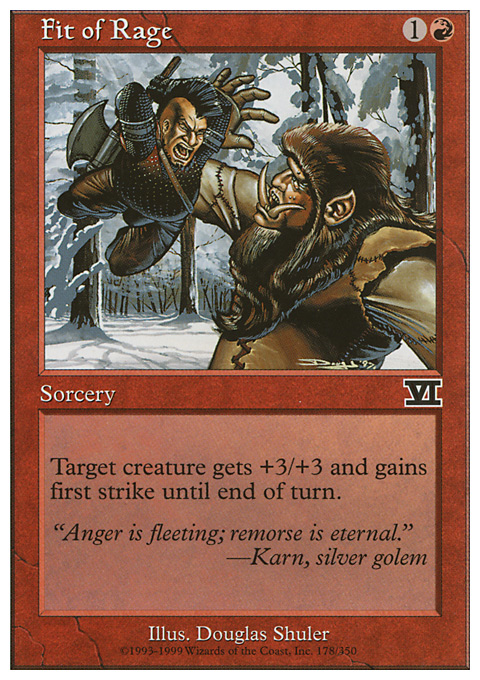 Fit of Rage 1
Sorcery VI
Target creature gets +3/+3 and gains
first strike until end of turn.
“Anger is fleeting; remorse is eternal.”
—Karn, silver golem
Illus. Douglas Shuler
©1993-1999 Wizards of the Coast, Inc. 178/350